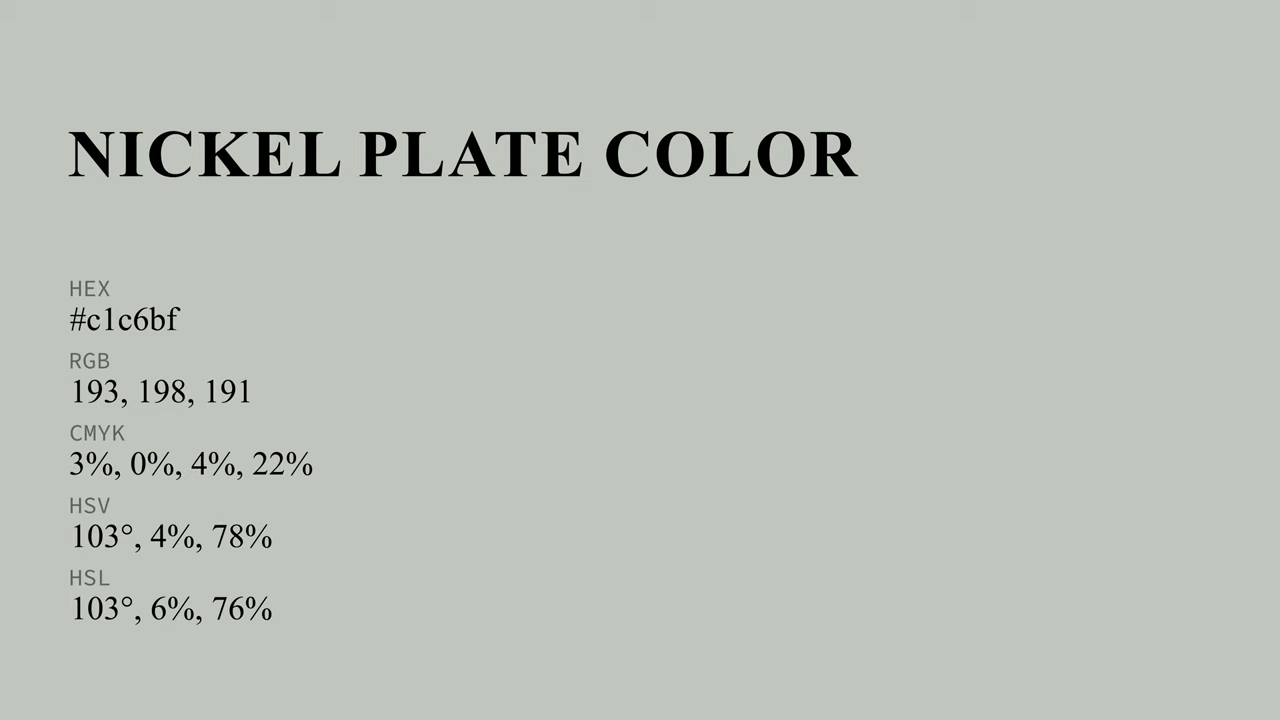 NICKEL PLATE COLOR
HEX
#c1c6bf
RGB
193, 198, 191
CMYK
3%, 0%, 4%, 22%
HSV
103°, 4%, 78%
HSL
103°, 6%, 76%